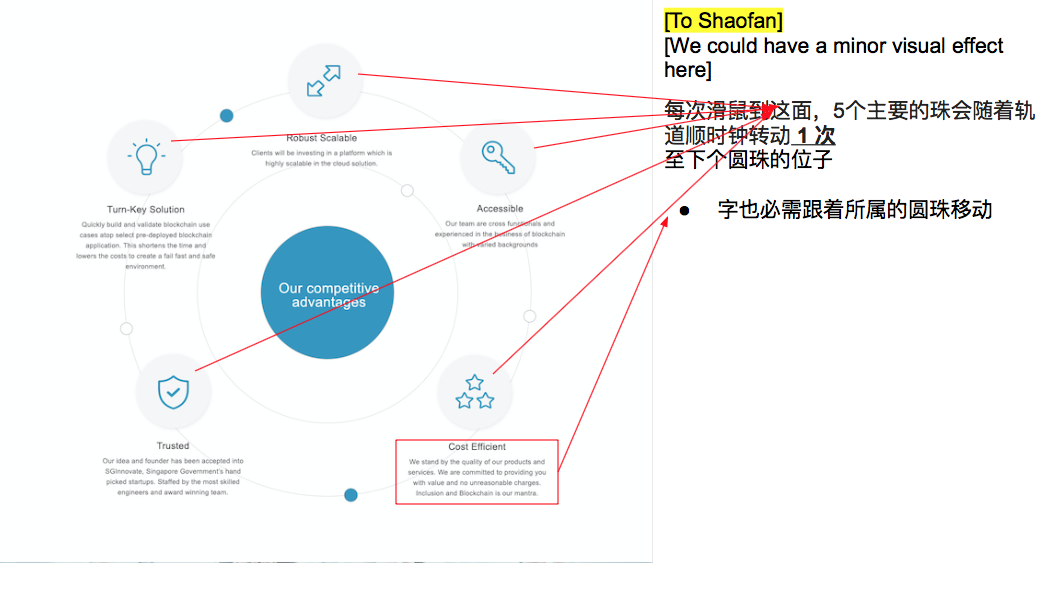 [To Shaofan]
[We could have a minor visual effect
here]
每次滑鼠到这面，5个主要的珠会随着轨
道顺时钟转动 1 次
至下个圆珠的位子
● 字也必需跟着所属的圆珠移动
Robust Scalable
Clients will be investing in a platform which is
highly scalable in the cloud solution.
Turn-Key Solution
Quickly build and validate blockchain use
cases atop select pre-deployed blockchain
application. This shortens the time and
lowers the costs to create a fail fast and safe
environment.
Accessible
Our team are cross functionals and
experienced in the business of blockchain
with varied backgrounds
Our competitive
advantages
Trusted
Our idea and founder has been accepted into
SGInnovate, Singapore Government's hand
picked startups. Staffed by the most skilled
engineers and award winning team.
Cost Efficient
We stand by the quality of our products and
services. We are committed to providing you
with value and no unreasonable charges.
Inclusion and Blockchain is our mantra.